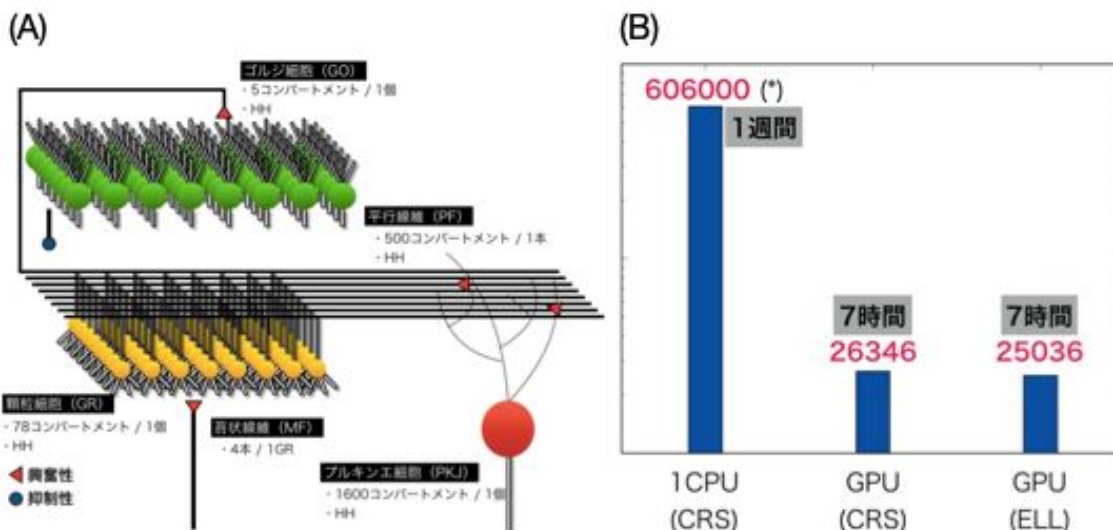 (A)
ゴルジ細胞（GO）
・5コンパートメント / 1個
・HH
平行線維（PF）
・500コンパートメント / 1本
・HH
顆粒細胞（GR）
・78コンパートメント / 1個
・HH
苔状線維（MF）
・4本 / 1GR
プルキンエ細胞（PKJ）
・1600コンパートメント / 1個
・HH
興奮性
抑制性
(B)
606000 (*)
1週間
7時間
26346
7時間
25036
1CPU
(CRS)
GPU
(CRS)
GPU
(ELL)